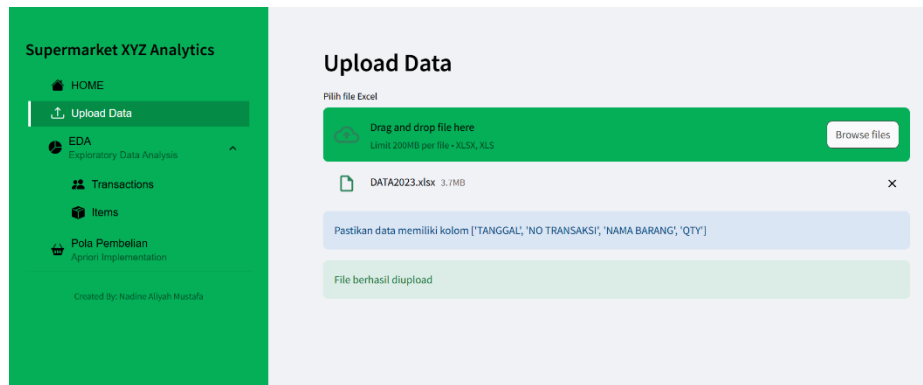 Supermarket XYZ Analytics
HOME
Upload Data
EDA
Exploratory Data Analysis
Transactions
Items
Pola Pembelian
Apriori Implementation
Created By: Nadine Aliyah Mustafa
Upload Data
Pilih file Excel
Drag and drop file here
Limit 200MB per file • XLSX, XLS
Browse files
DATA2023.xlsx 3.7MB
Pastikan data memiliki kolom ['TANGGAL', 'NO TRANSAKSI', 'NAMA BARANG', 'QTY']
File berhasil diupload